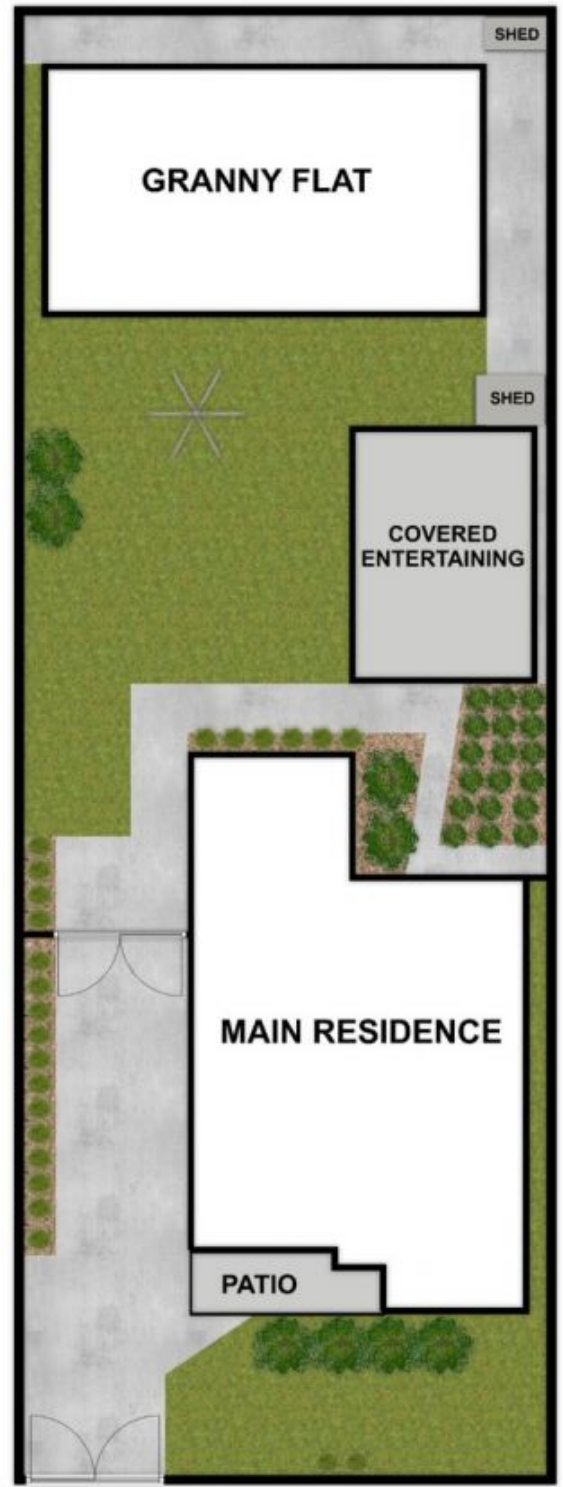 SHED
GRANNY FLAT
SHED
COVERED
ENTERTAINING
MAIN RESIDENCE
PATIO